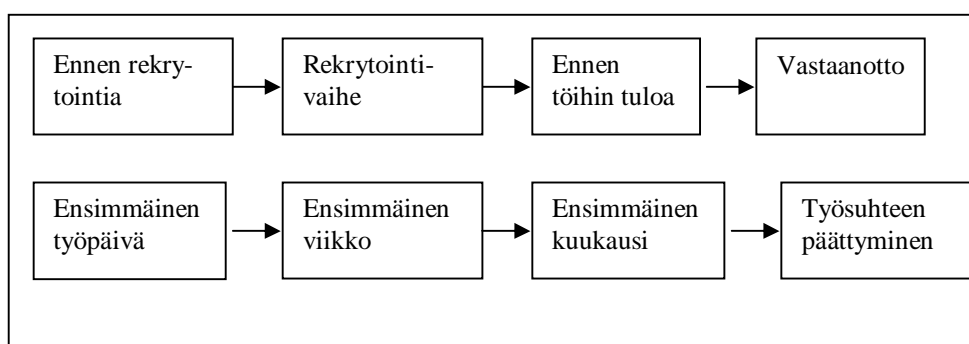 Ennen rekry-
tointia
Rekrytointi-
vaihe
Ennen
töihin tuloa
Vastaanotto
Ensimmäinen
työpäivä
Ensimmäinen
viikko
Ensimmäinen
kuukausi
Työsuhteen
päättyminen